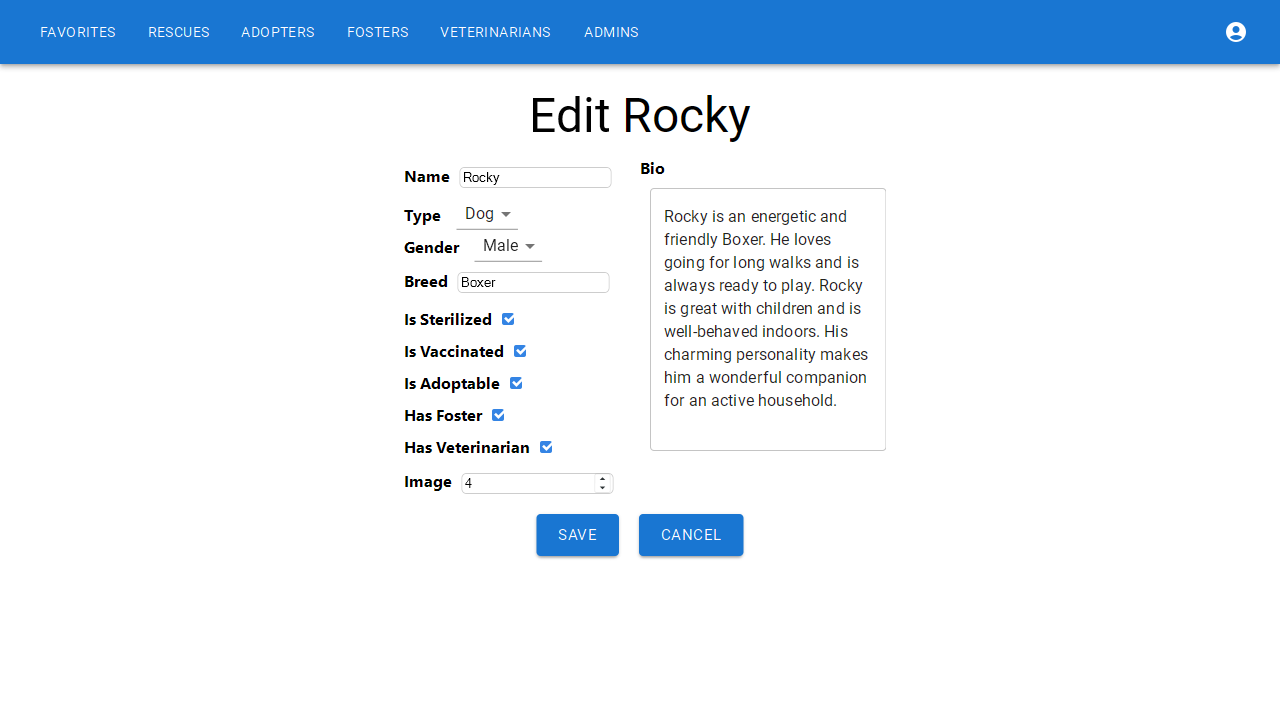 FAVORITES RESCUES ADOPTERS FOSTERS VETERINARIANS ADMINS
Edit Rocky
Name Rocky
Type Dog
Gender Male
Breed Boxer
Is Sterilized
Is Vaccinated
Is Adoptable
Has Foster
Has Veterinarian
Image 4
Bio
Rocky is an energetic and
friendly Boxer. He loves
going for long walks and is
always ready to play. Rocky
is great with children and is
well-behaved indoors. His
charming personality makes
him a wonderful companion
for an active household.
SAVE CANCEL